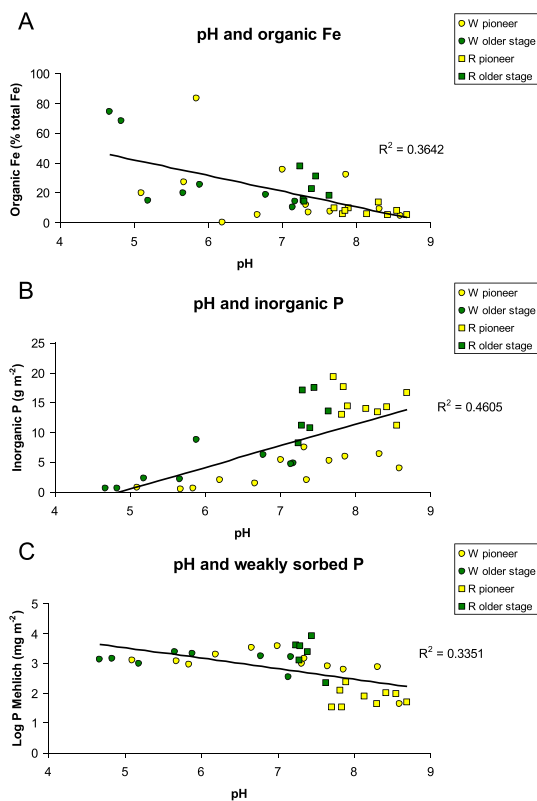 A
pH and organic Fe
W pioneer
W older stage
R pioneer
R older stage
100
80
60
40
20
0
Organic Fe (% total Fe)
R² = 0.3642
4 5 6 7 8 9
pH
B
pH and inorganic P
W pioneer
W older stage
R pioneer
R older stage
25
20
15
10
5
0
Inorganic P (g m⁻²)
R² = 0.4605
4 5 6 7 8 9
pH
C
pH and weakly sorbed P
W pioneer
W older stage
R pioneer
R older stage
5
4
3
2
1
0
Log P Mehlich (mg m⁻²)
R² = 0.3351
4 5 6 7 8 9
pH